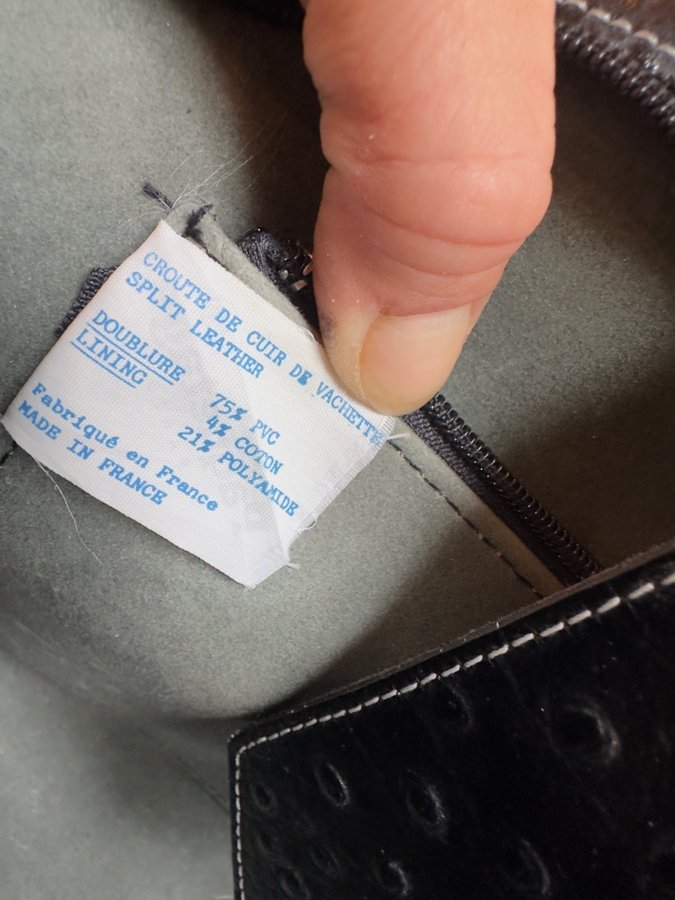 CROUTE DE CUIR DE VACHETTE
SPLIT LEATHER
DOUBLURE
LINING
75% PVC
4% COTON
21% POLYAMIDE
Fabriqué en France
MADE IN FRANCE